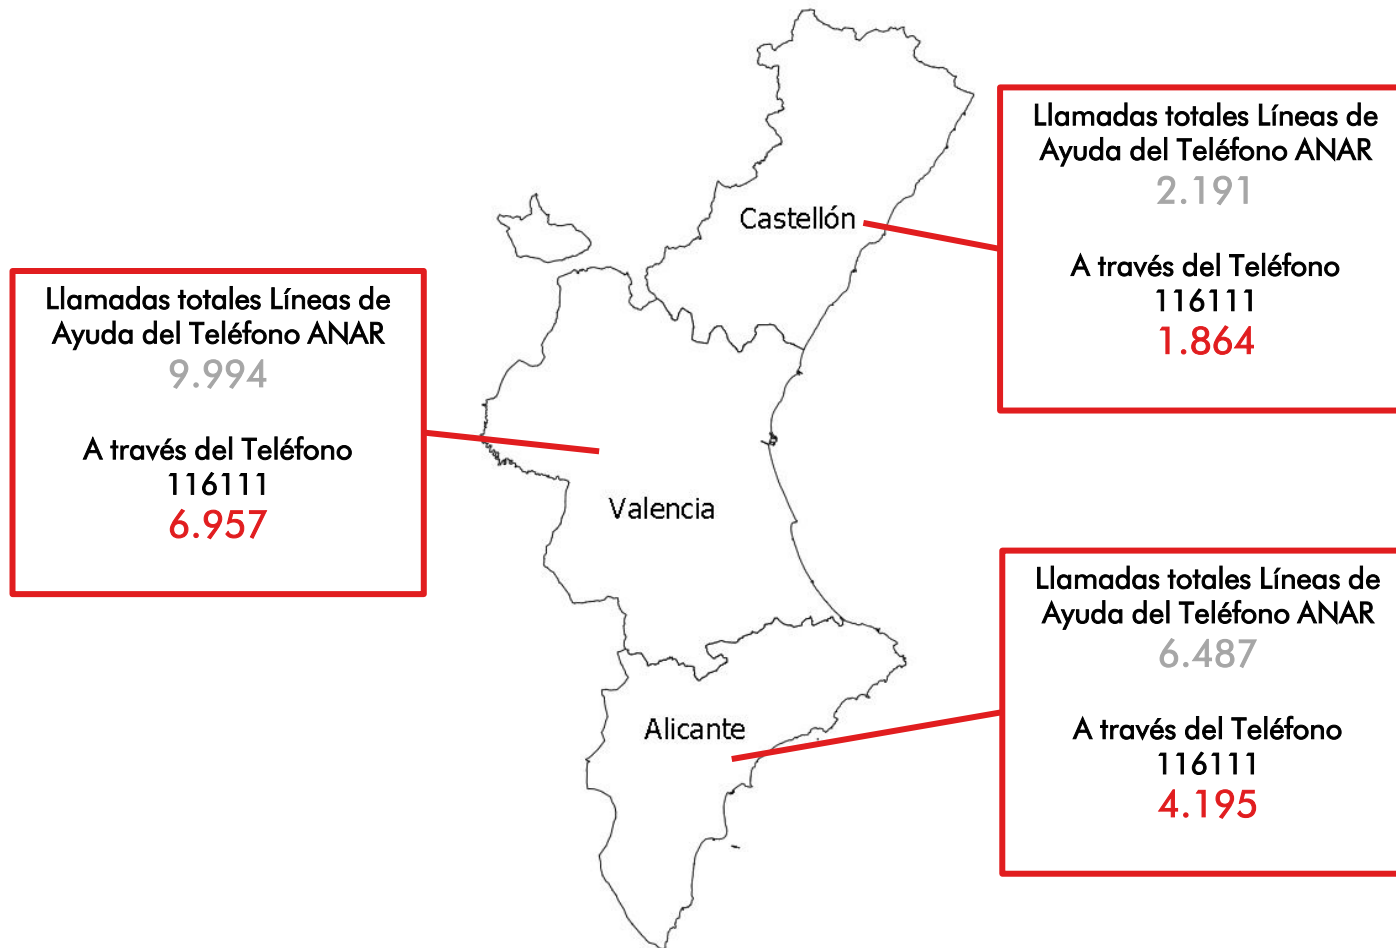 Llamadas totales Líneas de
Ayuda del Teléfono ANAR
2.191
A través del Teléfono
116111
1.864
Castellón
Llamadas totales Líneas de
Ayuda del Teléfono ANAR
9.994
A través del Teléfono
116111
6.957
Valencia
Llamadas totales Líneas de
Ayuda del Teléfono ANAR
6.487
A través del Teléfono
116111
4.195
Alicante